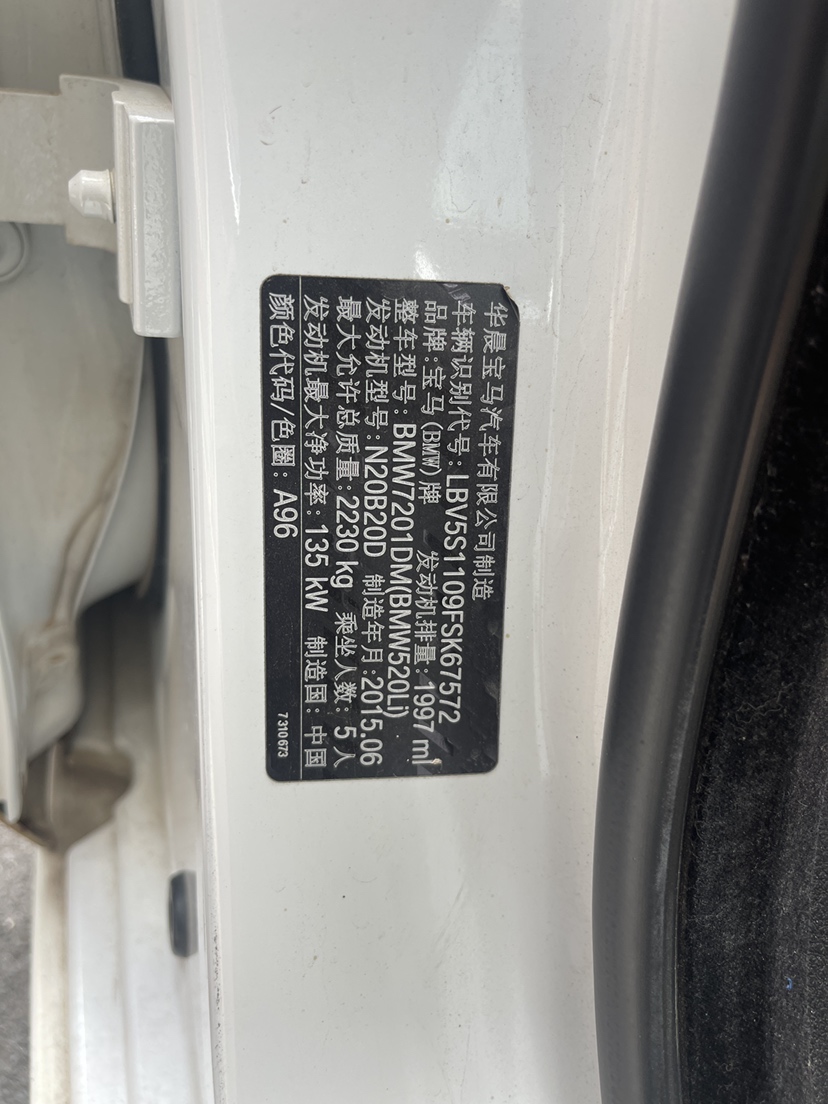 华晨宝马汽车有限公司制造
车辆识别代号: LBV5S1109FSK67572
品牌: 宝马(BMW)牌 发动机排量: 1997 ml
整车型号: BMW7201DM(BMW520Li)
发动机型号: N20B20D 制造年月: 2015.06
最大允许总质量: 2230 kg 乘坐人数: 5 人
发动机最大净功率: 135 kW 制造国: 中国
颜色代码/色圈: A96 7 310 673